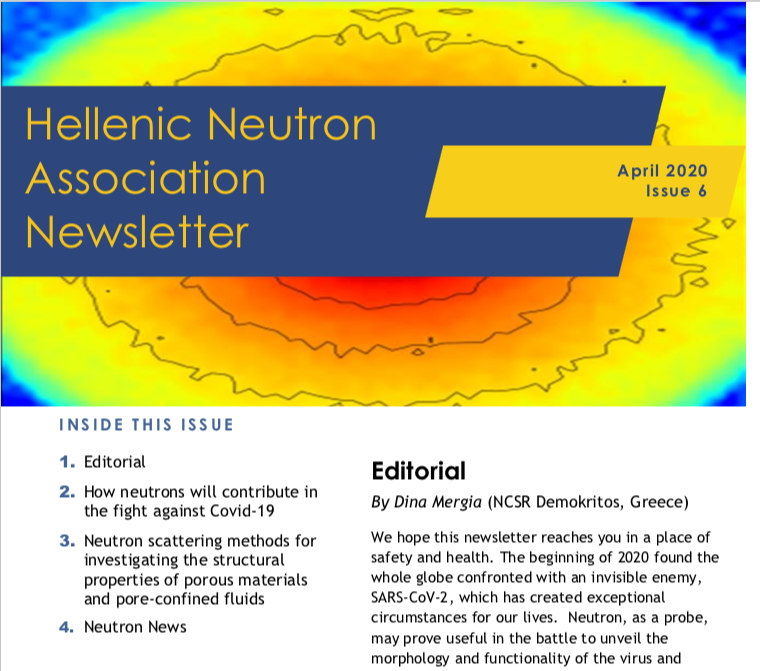 Hellenic Neutron
Association
Newsletter
April 2020
Issue 6
INSIDE THIS ISSUE
1. Editorial
2. How neutrons will contribute in
the fight against Covid-19
3. Neutron scattering methods for
investigating the structural
properties of porous materials
and pore-confined fluids
4. Neutron News
Editorial
By Dina Mergia (NCSR Demokritos, Greece)
We hope this newsletter reaches you in a place of
safety and health. The beginning of 2020 found the
whole globe confronted with an invisible enemy,
SARS-CoV-2, which has created exceptional
circumstances for our lives. Neutron, as a probe,
may prove useful in the battle to unveil the
morphology and functionality of the virus and